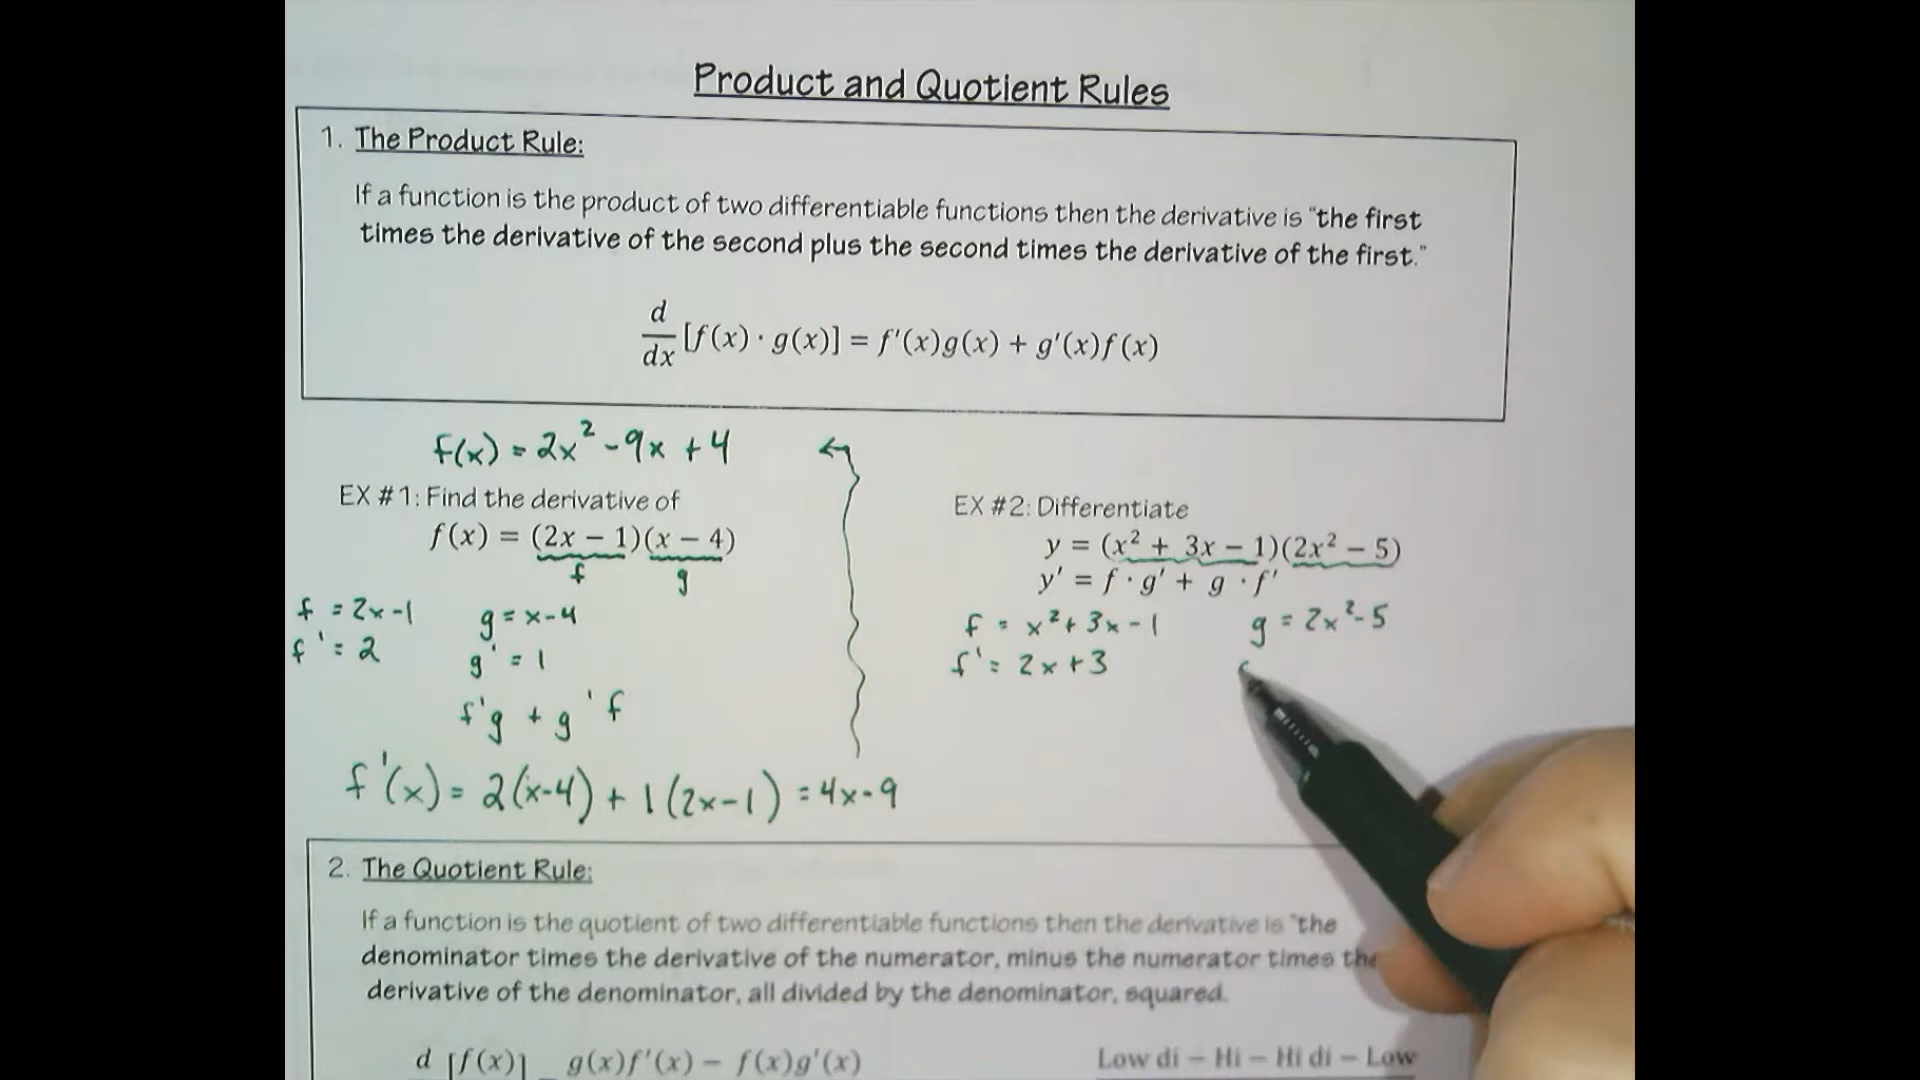 Product and Quotient Rules
1. The Product Rule:
If a function is the product of two differentiable functions then the derivative is "the first
times the derivative of the second plus the second times the derivative of the first."
d/dx [f(x) · g(x)] = f'(x)g(x) + g'(x)f(x)
f(x) = 2x² - 9x + 4
EX #1: Find the derivative of
f(x) = (2x − 1)(x − 4)
f g
f = 2x-1 g = x-4
f' = 2 g' = 1
f'g + g'f
f'(x) = 2(x-4) + 1(2x-1) = 4x-9
EX #2: Differentiate
y = (x² + 3x − 1)(2x² − 5)
y' = f · g' + g · f'
f = x² + 3x - 1 g = 2x² - 5
f' = 2x + 3
2. The Quotient Rule:
If a function is the quotient of two differentiable functions then the derivative is "the
denominator times the derivative of the numerator, minus the numerator times the
derivative of the denominator, all divided by the denominator, squared.
d [f(x)] g(x)f'(x) − f(x)g'(x)
Low di − Hi − Hi di − Low